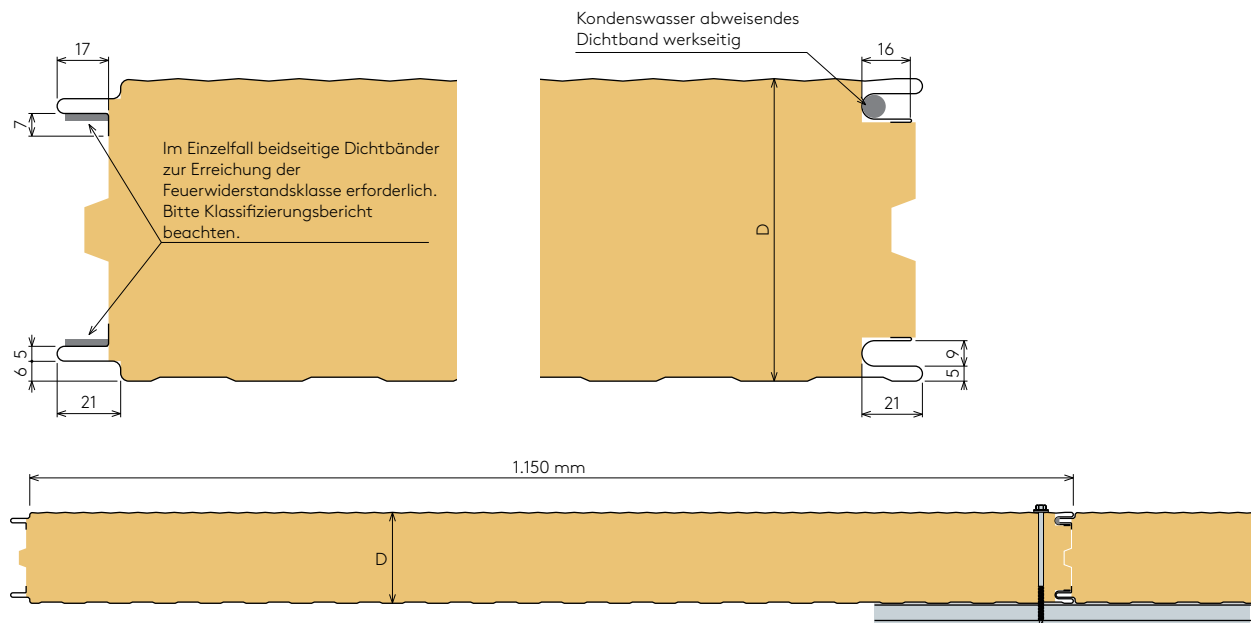 Kondenswasser abweisendes
Dichtband werkseitig
17
16
7
Im Einzelfall beidseitige Dichtbänder
zur Erreichung der
Feuerwiderstandsklasse erforderlich.
Bitte Klassifizierungsbericht
beachten.
D
5
6
21
9
5
21
1.150 mm
D